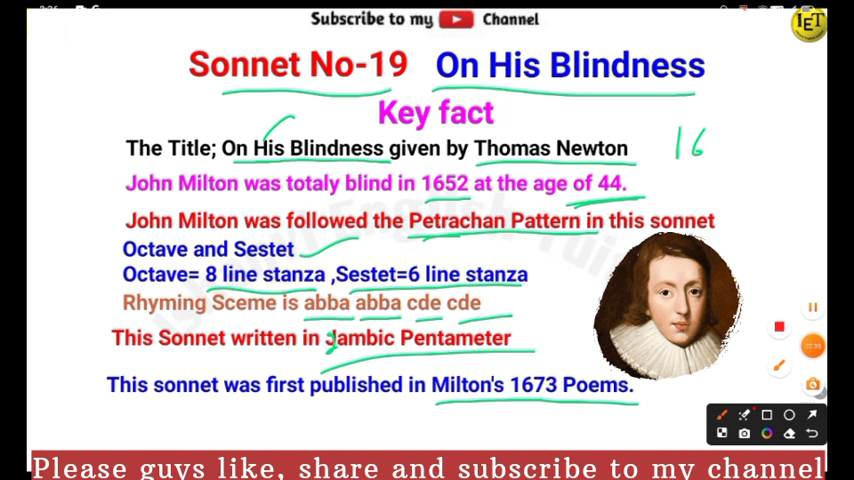 Subscribe to my Channel
IET
Sonnet No-19 On His Blindness
Key fact
The Title; On His Blindness given by Thomas Newton 16
John Milton was totaly blind in 1652 at the age of 44.
John Milton was followed the Petrachan Pattern in this sonnet
Octave and Sestet
Octave= 8 line stanza ,Sestet=6 line stanza
Rhyming Sceme is abba abba cde cde
This Sonnet written in Jambic Pentameter
This sonnet was first published in Milton's 1673 Poems.
Please guys like, share and subscribe to my channel